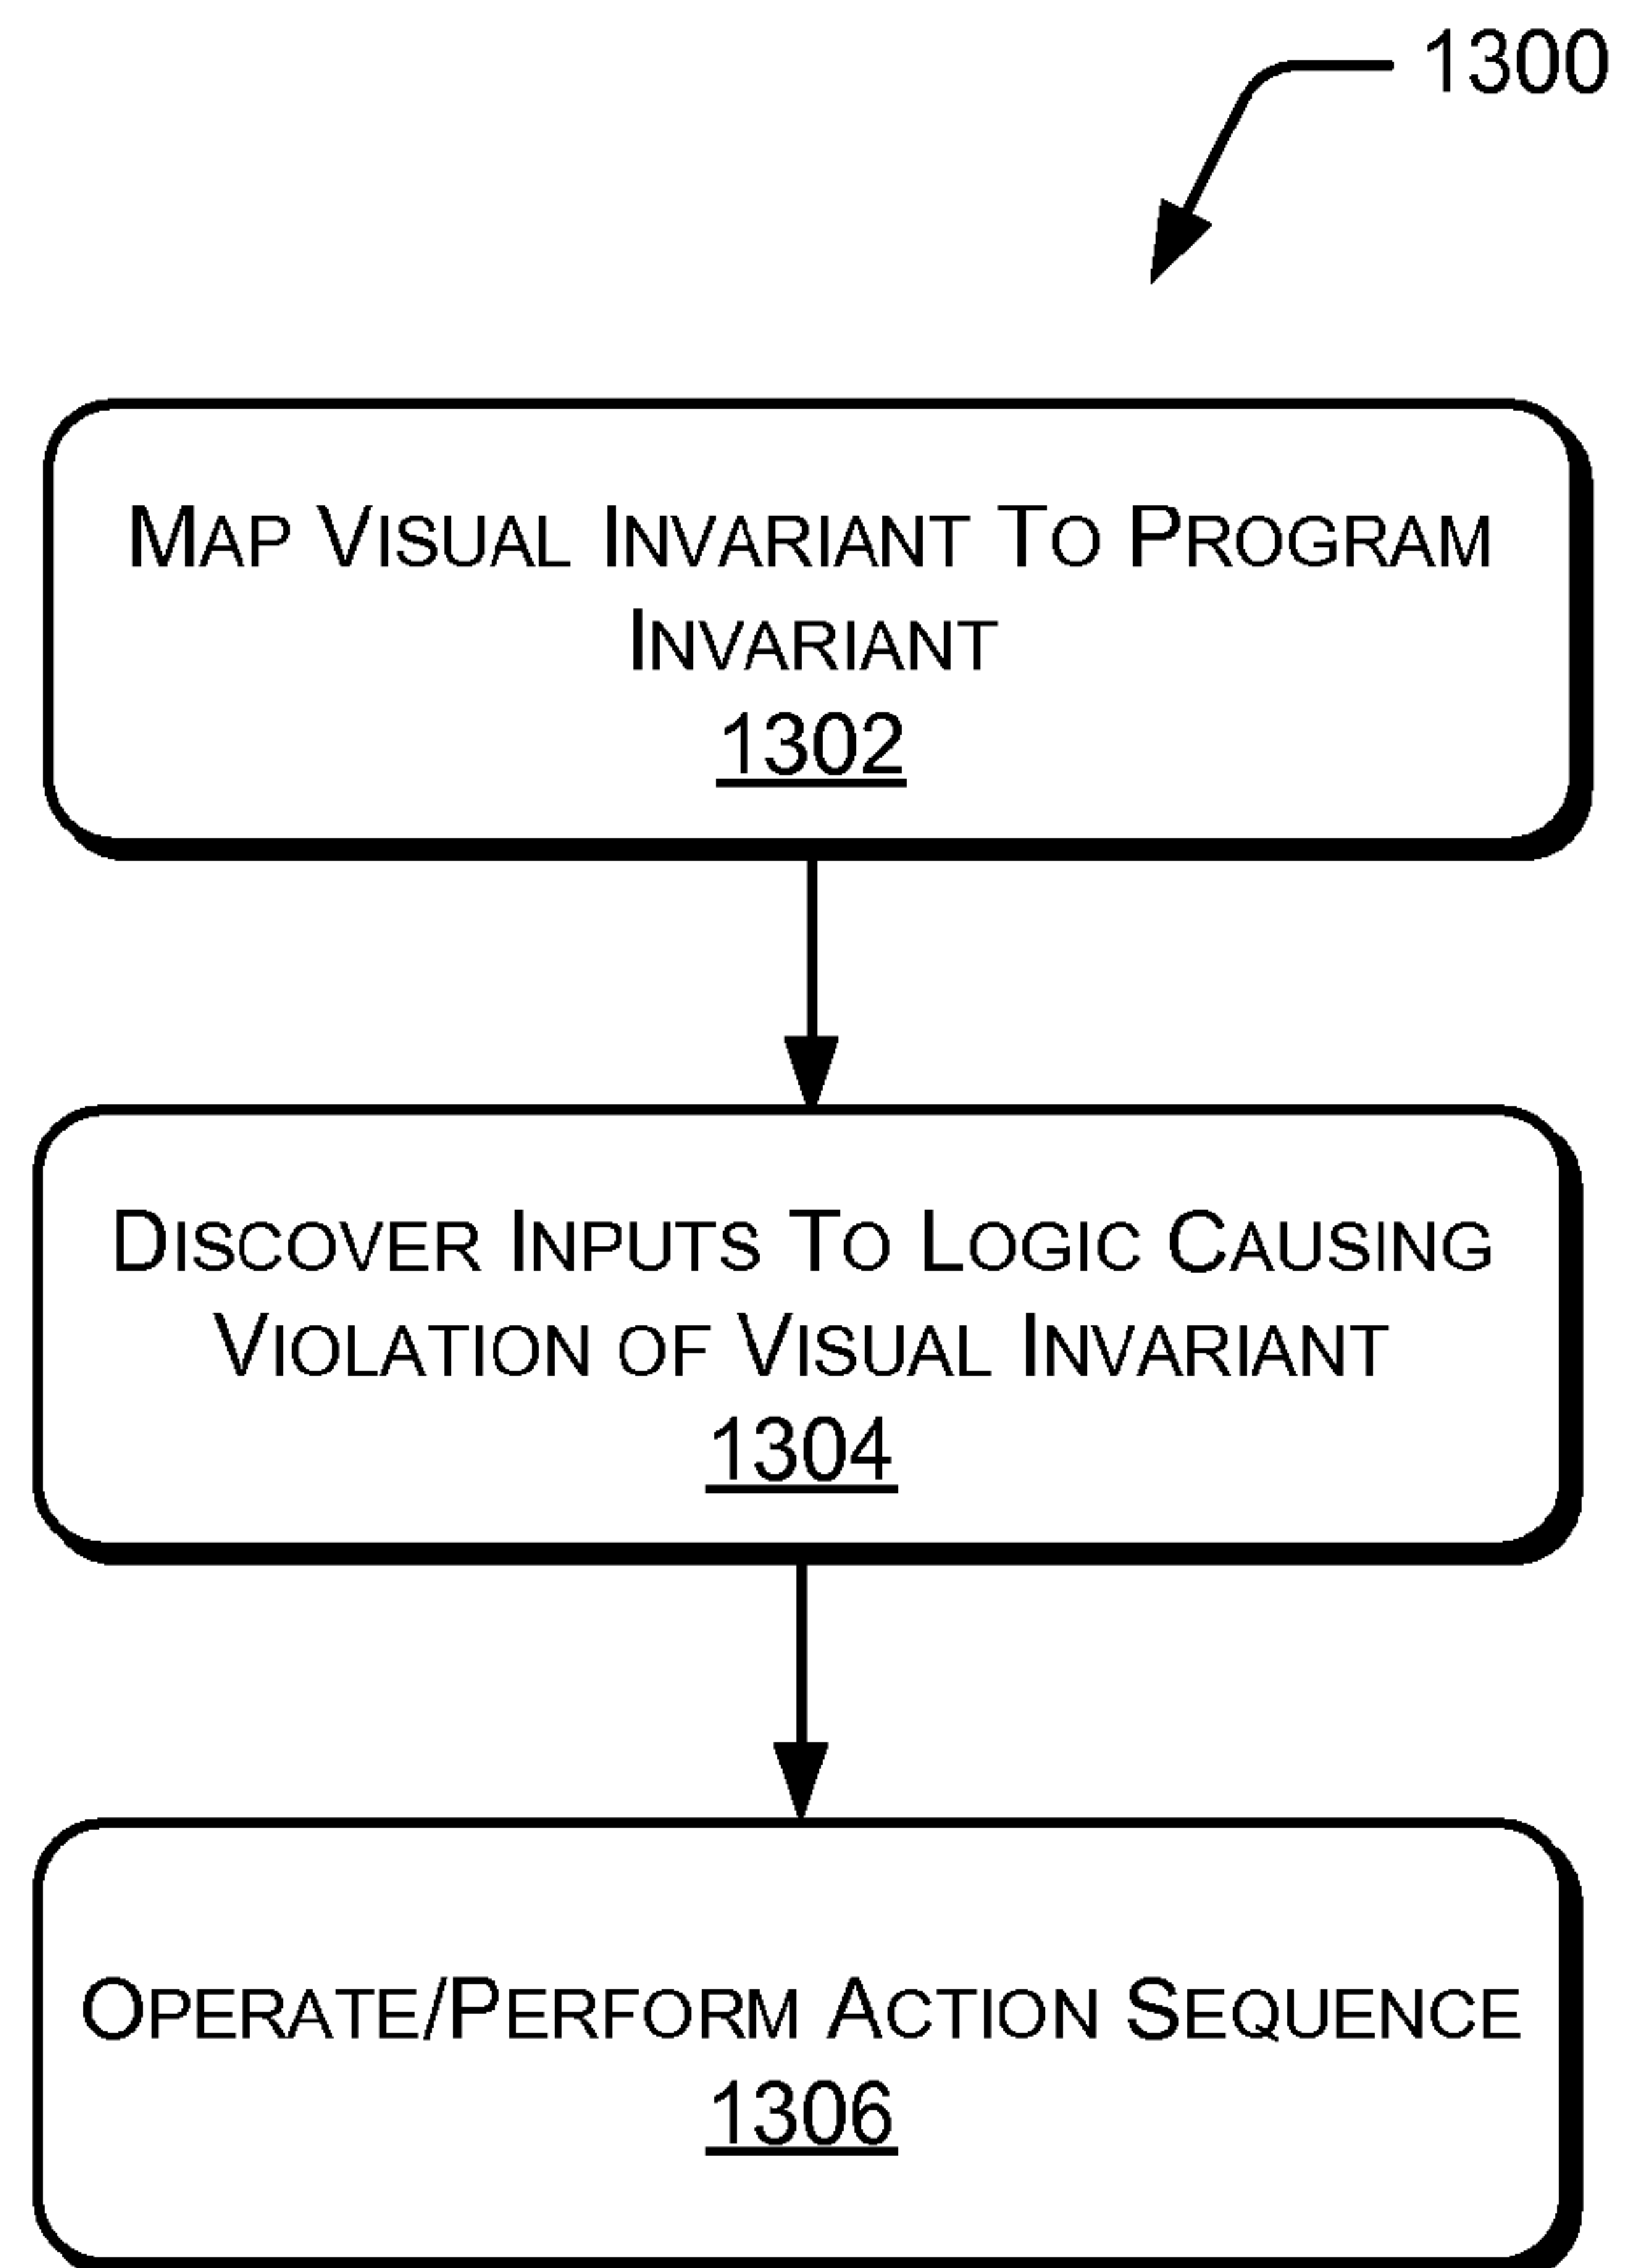 1300
MAP VISUAL INVARIANT TO PROGRAM
INVARIANT
1302
DISCOVER INPUTS TO LOGIC CAUSING
VIOLATION OF VISUAL INVARIANT
1304
OPERATE/PERFORM ACTION SEQUENCE
1306